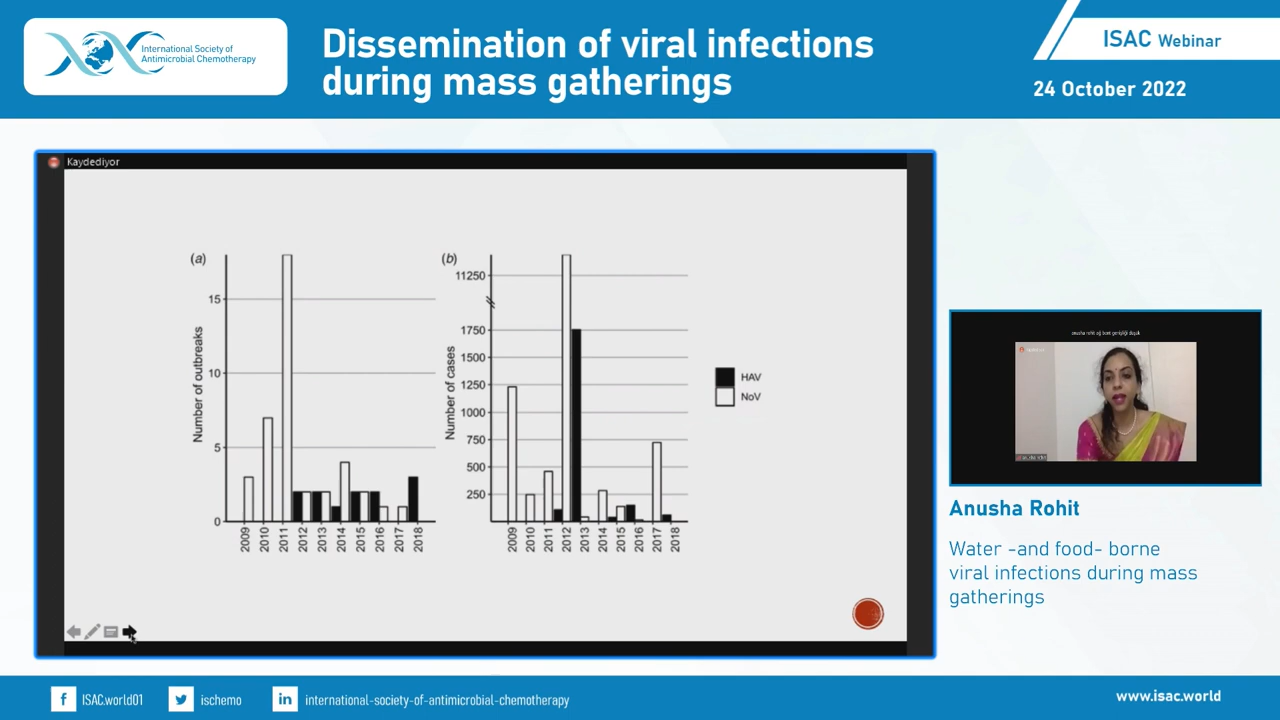 International Society of
Antimicrobial Chemotherapy
Dissemination of viral infections
during mass gatherings
ISAC Webinar
24 October 2022
Kaydediyor
(a)
15
10
5
0
Number of outbreaks
2009
2010
2011
2012
2013
2014
2015
2016
2017
2018
(b)
11250
1750
1500
1250
1000
750
500
250
Number of cases
2009
2010
2011
2012
2013
2014
2015
2016
2017
2018
HAV
NoV
Anusha Rohit
Water -and food- borne
viral infections during mass
gatherings
f ISAC.world01
ischemo
in international-society-of-antimicrobial-chemotherapy
www.isac.world